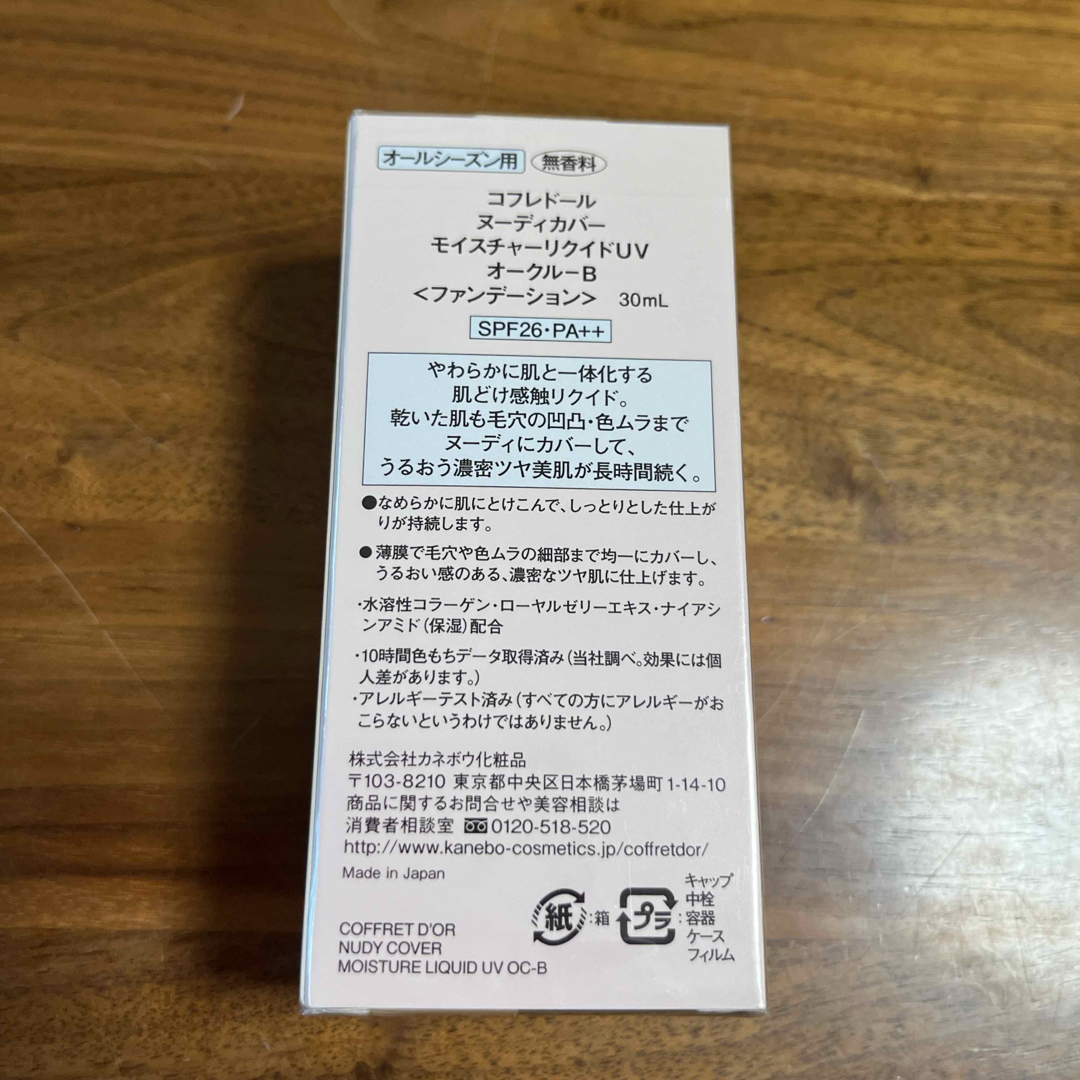 オールシーズン用 無香料
コフレドール
ヌーディカバー
モイスチャーリクイドUV
オークル−B
<ファンデーション> 30mL
SPF26・PA++
やわらかに肌と一体化する
肌どけ感触リクイド。
乾いた肌も毛穴の凹凸・色ムラまで
ヌーディにカバーして、
うるおう濃密ツヤ美肌が長時間続く。
●なめらかに肌にとけこんで、しっとりとした仕上が
りが持続します。
●薄膜で毛穴や色ムラの細部まで均一にカバーし、
うるおい感のある、濃密なツヤ肌に仕上げます。
・水溶性コラーゲン・ローヤルゼリーエキス・ナイアシ
ンアミド(保湿)配合
・10時間色もちデータ取得済み(当社調べ。効果には個
人差があります。)
・アレルギーテスト済み(すべての方にアレルギーがお
こらないというわけではありません。)
株式会社カネボウ化粧品
〒103-8210 東京都中央区日本橋茅場町1-14-10
商品に関するお問合せや美容相談は
消費者相談室 0120-518-520
http://www.kanebo-cosmetics.jp/coffretdor/
Made in Japan
紙:箱 プラ:キャップ
中栓
容器
ケース
フィルム
COFFRET D'OR
NUDY COVER
MOISTURE LIQUID UV OC-B